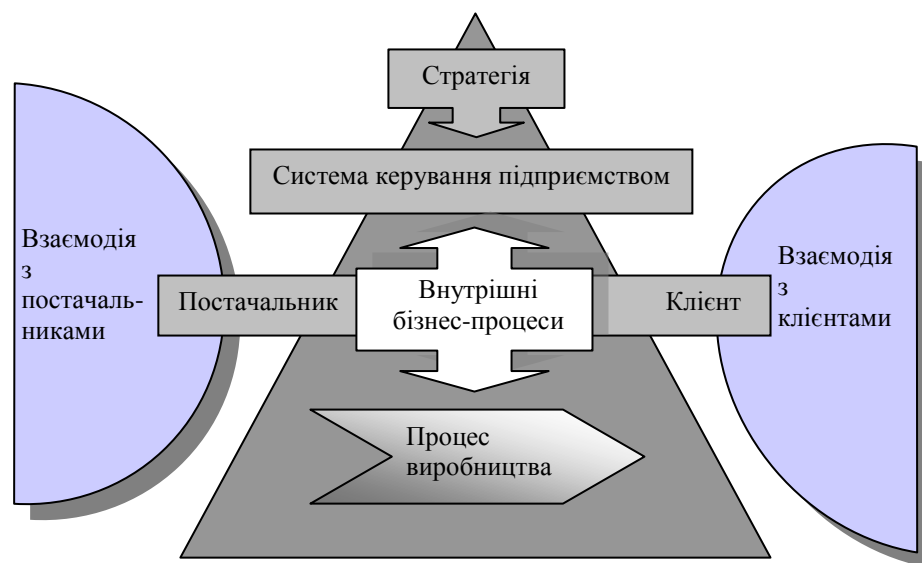 Стратегія
Система керування підприємством
Взаємодія
з
постачаль-
никами
Постачальник
Внутрішні
бізнес-процеси
Клієнт
Взаємодія
з
клієнтами
Процес
виробництва